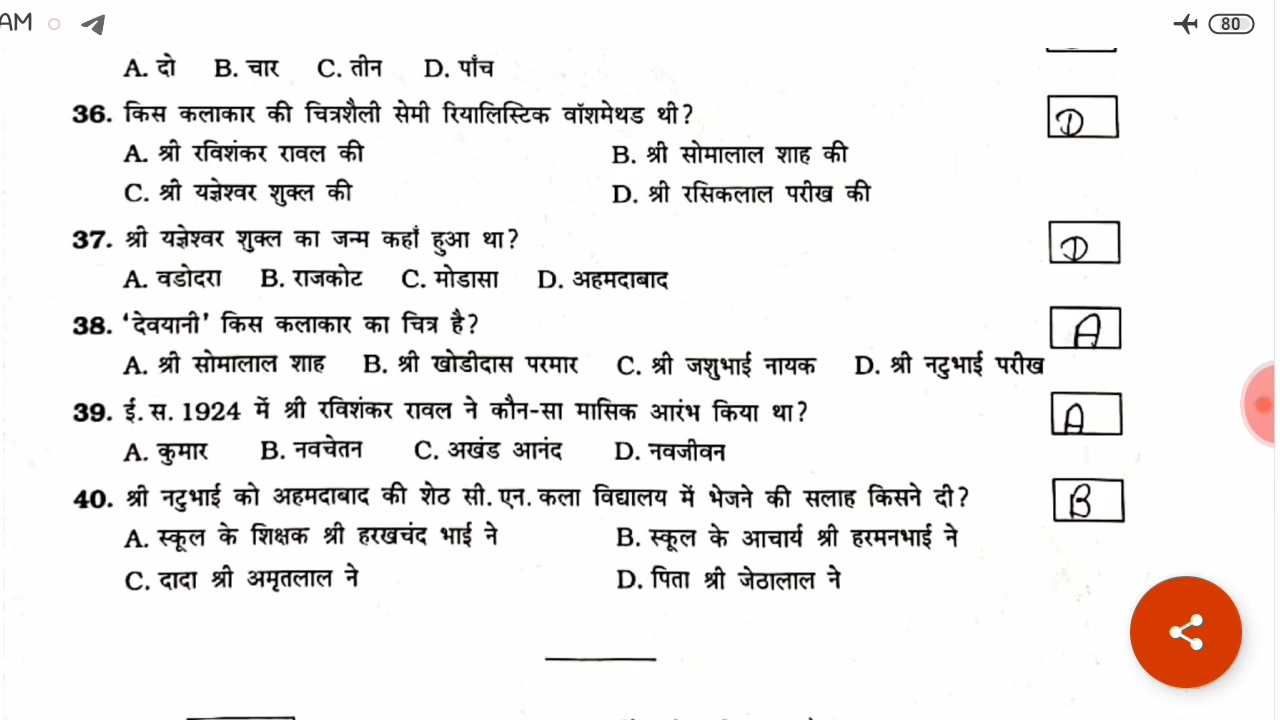 AM 80
A. दो B. चार C. तीन D. पाँच
36. किस कलाकार की चित्रशैली सेमी रियालिस्टिक वॉशमेथड थी? D
A. श्री रविशंकर रावल की B. श्री सोमालाल शाह की
C. श्री यज्ञेश्वर शुक्ल की D. श्री रसिकलाल परीख की
37. श्री यज्ञेश्वर शुक्ल का जन्म कहाँ हुआ था? D
A. वडोदरा B. राजकोट C. मोडासा D. अहमदाबाद
38. 'देवयानी' किस कलाकार का चित्र है? A
A. श्री सोमालाल शाह B. श्री खोडीदास परमार C. श्री जशुभाई नायक D. श्री नटुभाई परीख
39. ई. स. 1924 में श्री रविशंकर रावल ने कौन-सा मासिक आरंभ किया था? A
A. कुमार B. नवचेतन C. अखंड आनंद D. नवजीवन
40. श्री नटुभाई को अहमदाबाद की शेठ सी. एन. कला विद्यालय में भेजने की सलाह किसने दी? B
A. स्कूल के शिक्षक श्री हरखचंद भाई ने B. स्कूल के आचार्य श्री हरमनभाई ने
C. दादा श्री अमृतलाल ने D. पिता श्री जेठालाल ने